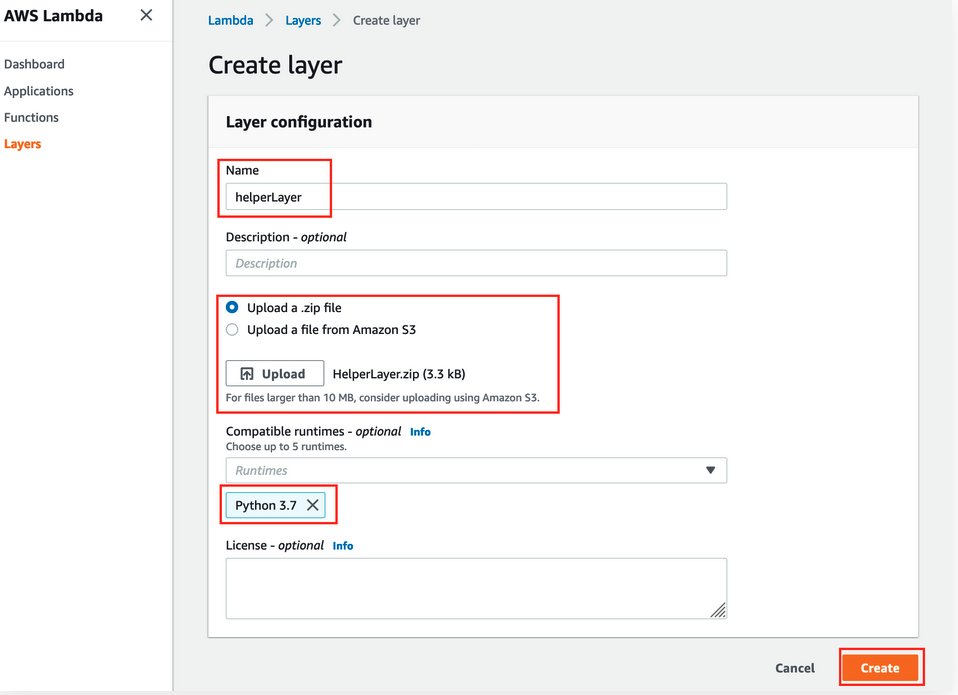 AWS Lambda
Dashboard
Applications
Functions
Layers
Lambda > Layers > Create layer
Create layer
Layer configuration
Name
helperLayer
Description - optional
Description
Upload a .zip file
Upload a file from Amazon S3
Upload HelperLayer.zip (3.3 kB)
For files larger than 10 MB, consider uploading using Amazon S3.
Compatible runtimes - optional Info
Choose up to 5 runtimes.
Runtimes
Python 3.7
License - optional Info
Cancel Create